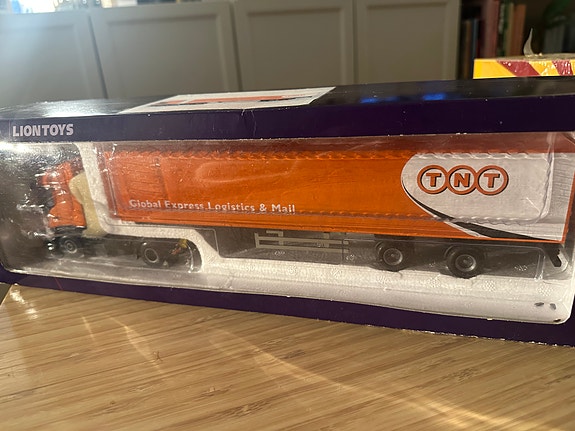 LIONTOYS
TNT
Global Express, Logistics & Mail